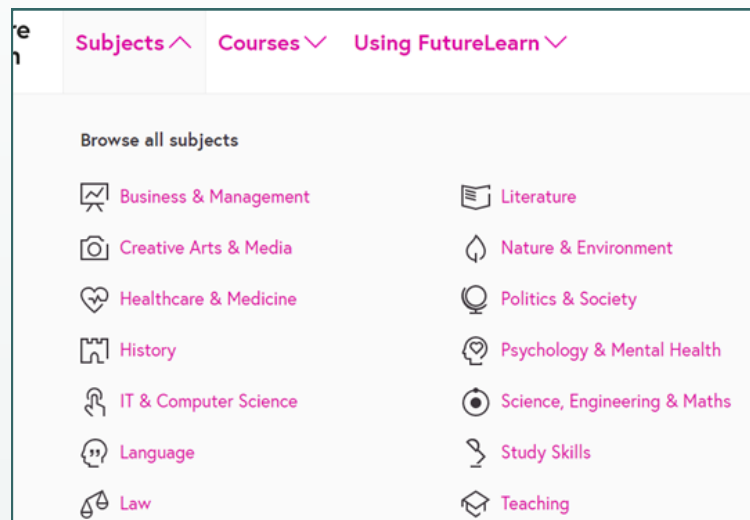 re
n
Subjects
Courses
Using FutureLearn
Browse all subjects
Business & Management
Creative Arts & Media
Healthcare & Medicine
History
IT & Computer Science
Language
Law
Literature
Nature & Environment
Politics & Society
Psychology & Mental Health
Science, Engineering & Maths
Study Skills
Teaching